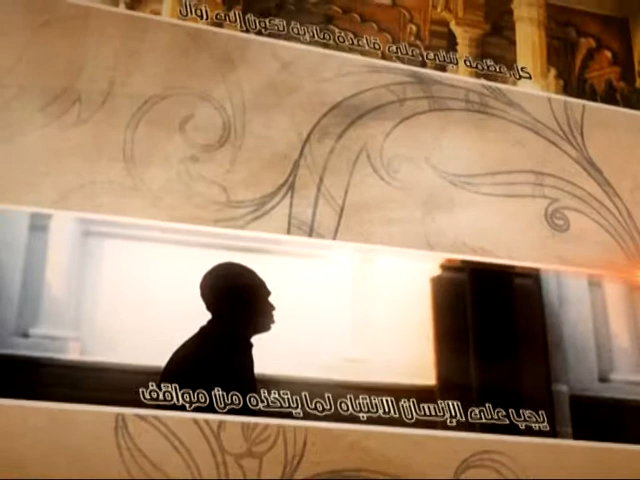 كل عظمة تبنى على قاعدة مادية تكون إلى زوال
يجب على الإنسان الانتباه لما يتخذه من مواقف